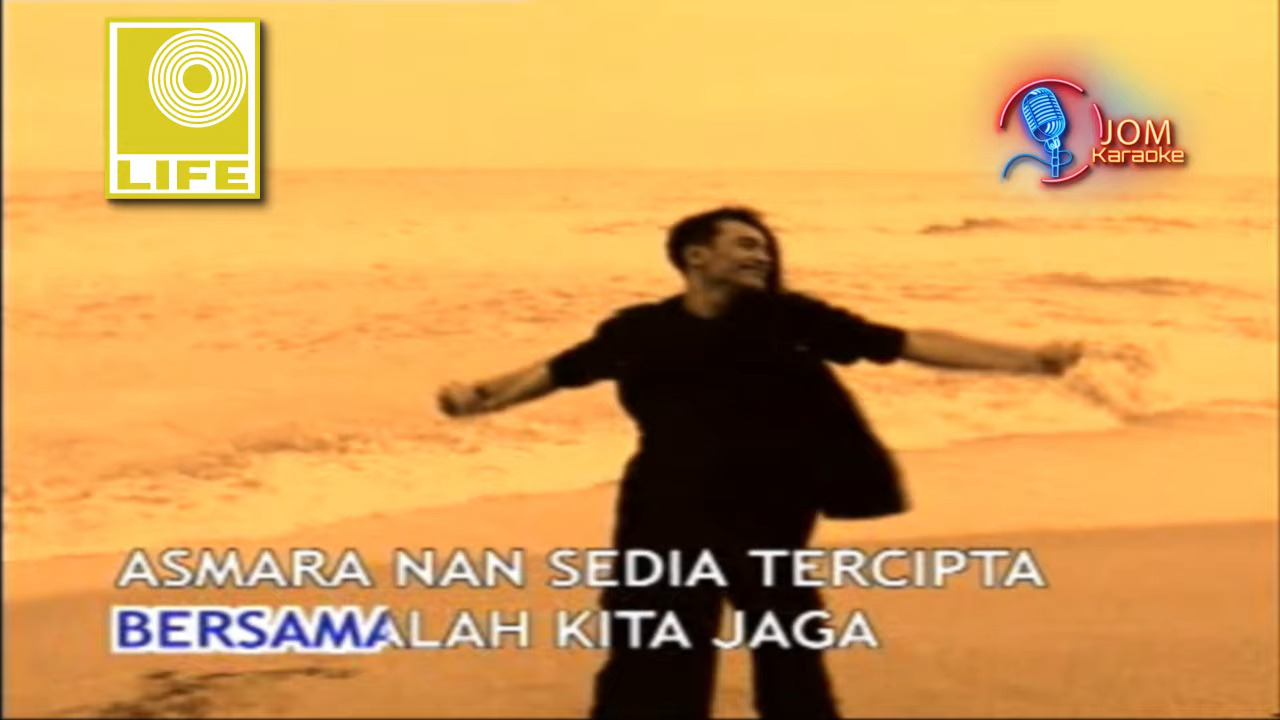 LIFE
JOM
Karaoke
ASMARA NAN SEDIA TERCIPTA
BERSAMALAH KITA JAGA